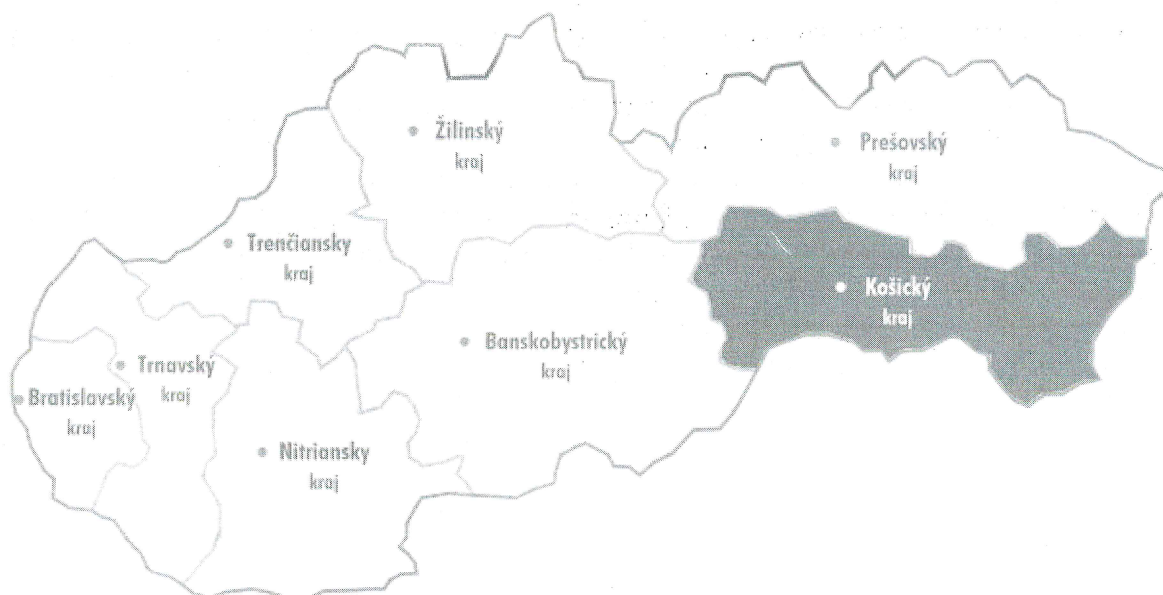 Žilinský
kraj
Prešovský
kraj
Trenčiansky
kraj
Košický
kraj
Banskobystrický
kraj
Trnavský
kraj
Bratislavský
kraj
Nitriansky
kraj